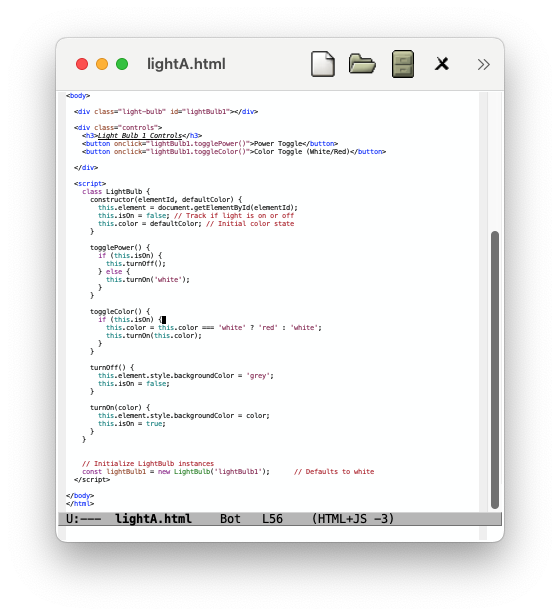 lightA.html
<body>
<div class="light-bulb" id="lightBulb1"></div>
<div class="controls">
<h3>Light Bulb 1 Controls</h3>
<button onclick="lightBulb1.togglePower()">Power Toggle</button>
<button onclick="lightBulb1.toggleColor()">Color Toggle (White/Red)</button>
</div>
<script>
class LightBulb {
constructor(elementId, defaultColor) {
this.element = document.getElementById(elementId);
this.isOn = false; // Track if light is on or off
this.color = defaultColor; // Initial color state
}
togglePower() {
if (this.isOn) {
this.turnOff();
} else {
this.turnOn('white');
}
}
toggleColor() {
if (this.isOn) {
this.color = this.color === 'white' ? 'red' : 'white';
this.turnOn(this.color);
}
}
turnOff() {
this.element.style.backgroundColor = 'grey';
this.isOn = false;
}
turnOn(color) {
this.element.style.backgroundColor = color;
this.isOn = true;
}
}
// Initialize LightBulb instances
const lightBulb1 = new LightBulb('lightBulb1'); // Defaults to white
</script>
</body>
</html>
U:--- lightA.html Bot L56 (HTML+JS −3)